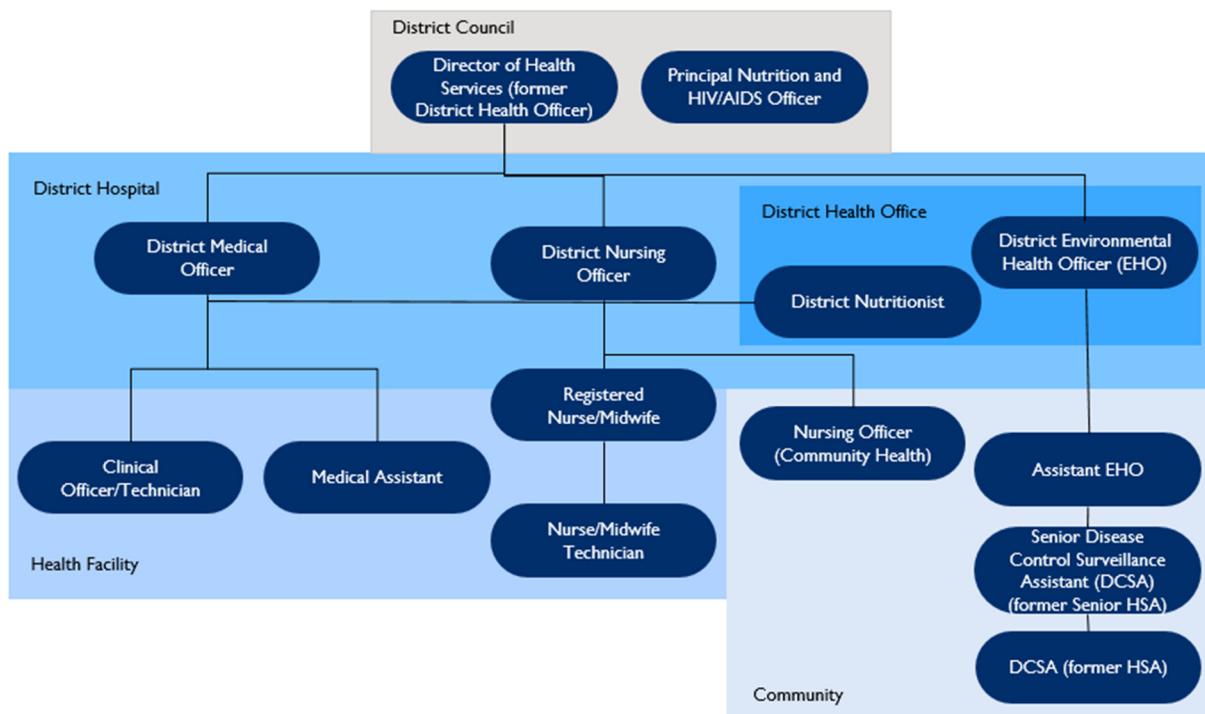 District Council
Director of Health
Services (former
District Health Officer)
Principal Nutrition and
HIV/AIDS Officer
District Hospital
District Health Office
District Medical
Officer
District Nursing
Officer
District Environmental
Health Officer (EHO)
District Nutritionist
Registered
Nurse/Midwife
Nursing Officer
(Community Health)
Clinical
Officer/Technician
Medical Assistant
Assistant EHO
Nurse/Midwife
Technician
Senior Disease
Control Surveillance
Assistant (DCSA)
(former Senior HSA)
Health Facility
DCSA (former HSA)
Community